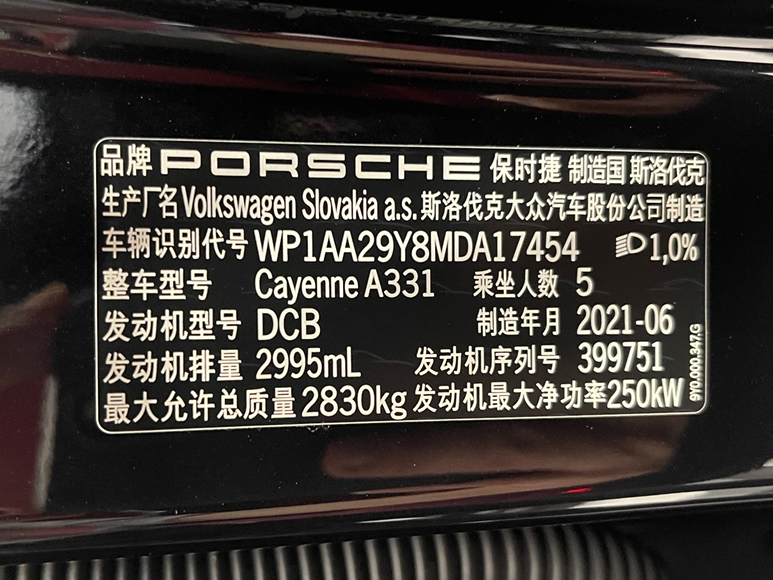 品牌 PORSCHE 保时捷 制造国 斯洛伐克
生产厂名 Volkswagen Slovakia a.s. 斯洛伐克大众汽车股份公司制造
车辆识别代号 WP1AA29Y8MDA17454 1,0%
整车型号 Cayenne A331 乘坐人数 5
发动机型号 DCB 制造年月 2021-06
发动机排量 2995mL 发动机序列号 399751
最大允许总质量 2830kg 发动机最大净功率 250kW
9Y0.000.347.G